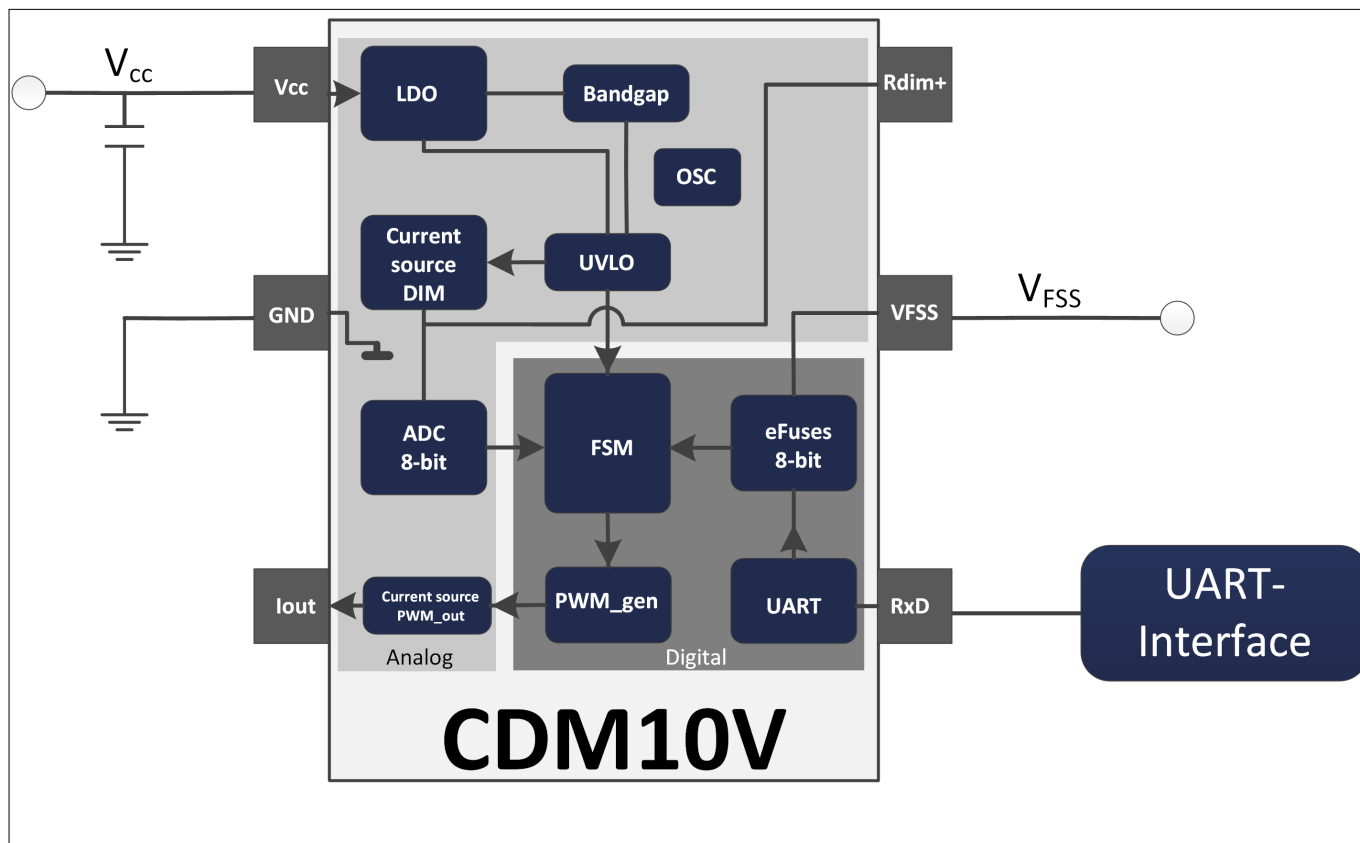 Vcc
Vcc
LDO
Bandgap
Rdim+
OSC
Current
source
DIM
UVLO
GND
VFSS
VFSS
ADC
8-bit
FSM
eFuses
8-bit
Iout
Current source
PWM_out
PWM_gen
UART
RxD
UART-
Interface
Analog
Digital
CDM10V